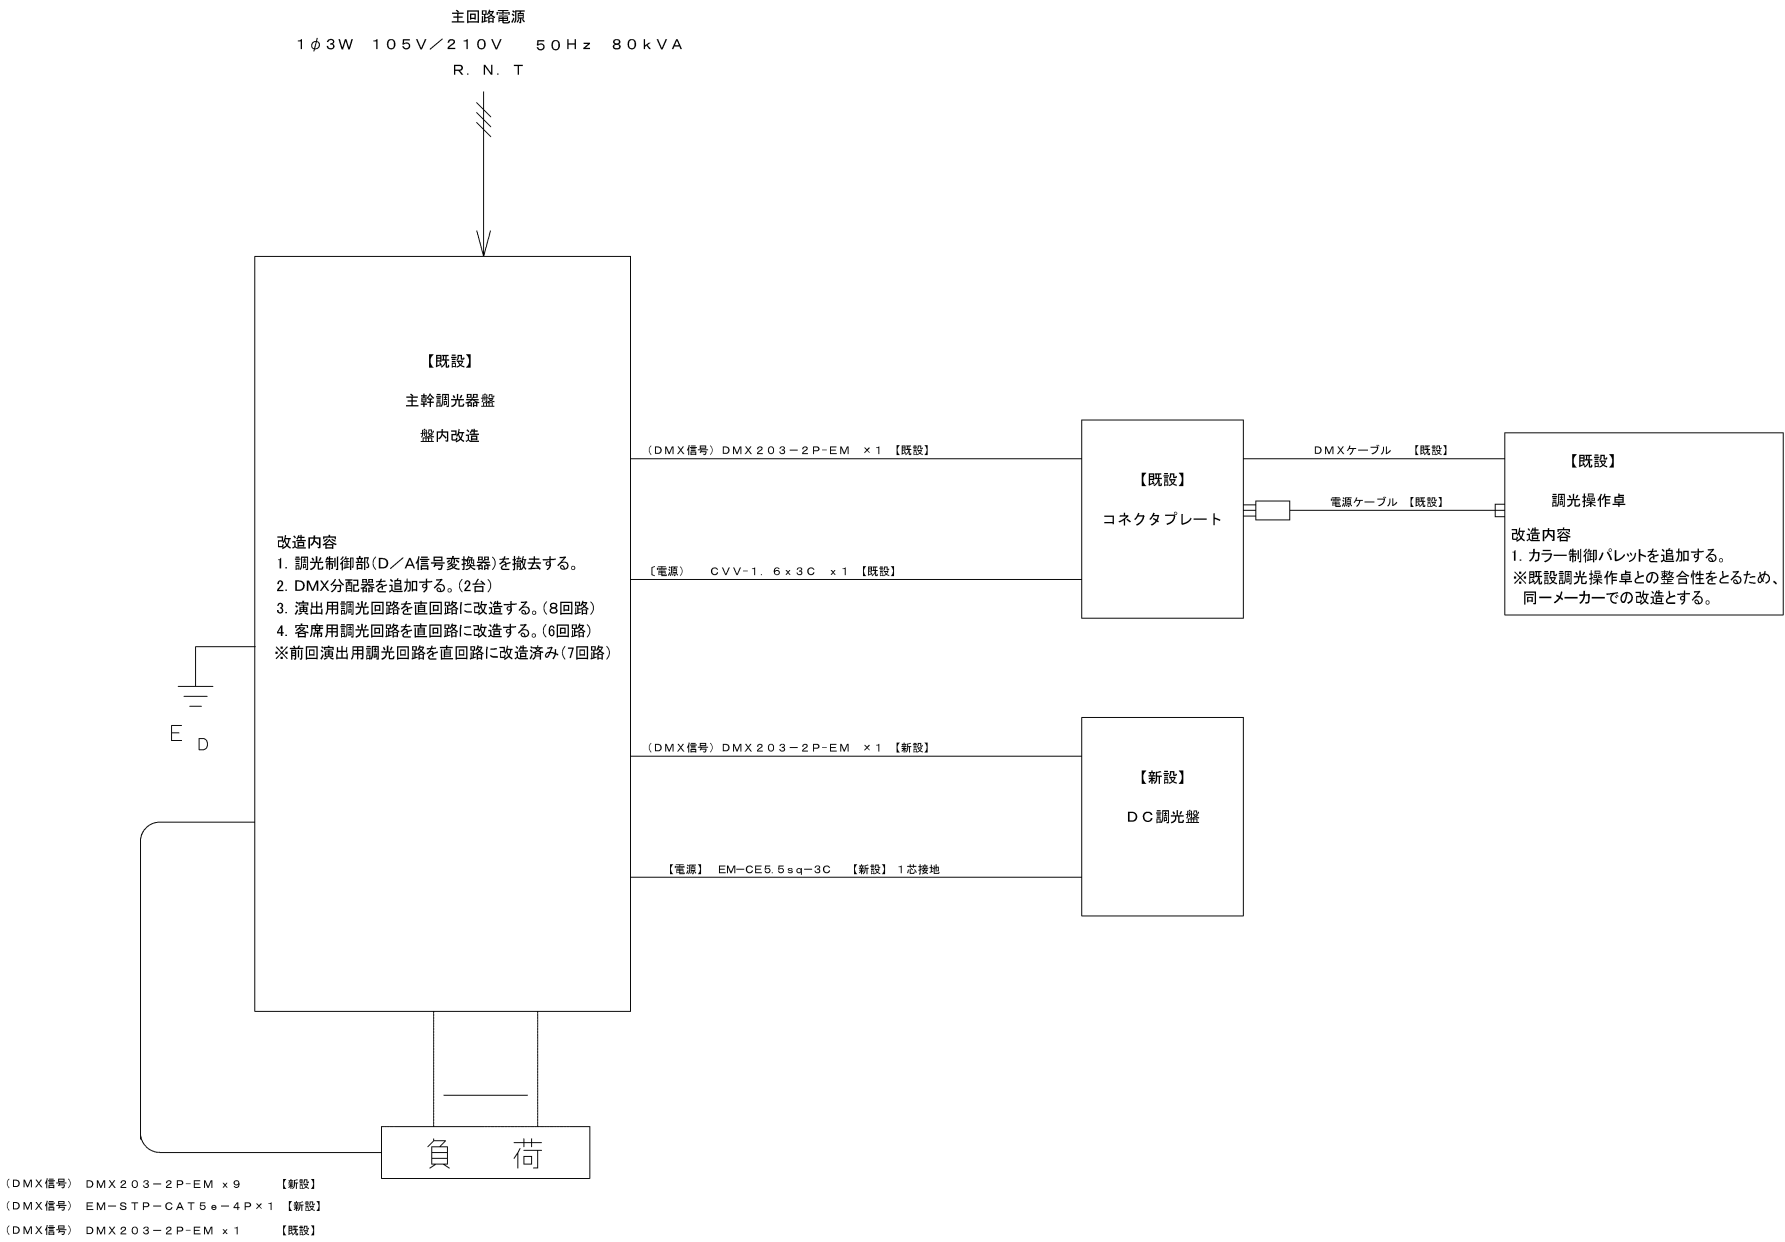 主回路電源
1φ3W 105V/210V 50Hz 80kVA
R. N. T
【既設】
主幹調光器盤
盤内改造
改造内容
1. 調光制御部(D/A信号変換器)を撤去する。
2. DMX分配器を追加する。(2台)
3. 演出用調光回路を直回路に改造する。(8回路)
4. 客席用調光回路を直回路に改造する。(6回路)
※前回演出用調光回路を直回路に改造済み(7回路)
E D
(DMX信号) DMX203-2P-EM ×1 【既設】
〔電源) CVV-1. 6x3C x1 【既設】
【既設】
コネクタプレート
DMXケーブル 【既設】
電源ケーブル 【既設】
【既設】
調光操作卓
改造内容
1. カラー制御パレットを追加する。
※既設調光操作卓との整合性をとるため、
同一メーカーでの改造とする。
(DMX信号) DMX203-2P-EM ×1 【新設】
【電源】 EM-CE5.5sq-3C 【新設】 1芯接地
【新設】
DC調光盤
負荷
(DMX信号) DMX203-2P-EM x9 【新設】
(DMX信号) EM-STP-CAT5e-4P×1 【新設】
(DMX信号) DMX203-2P-EM x1 【既設】